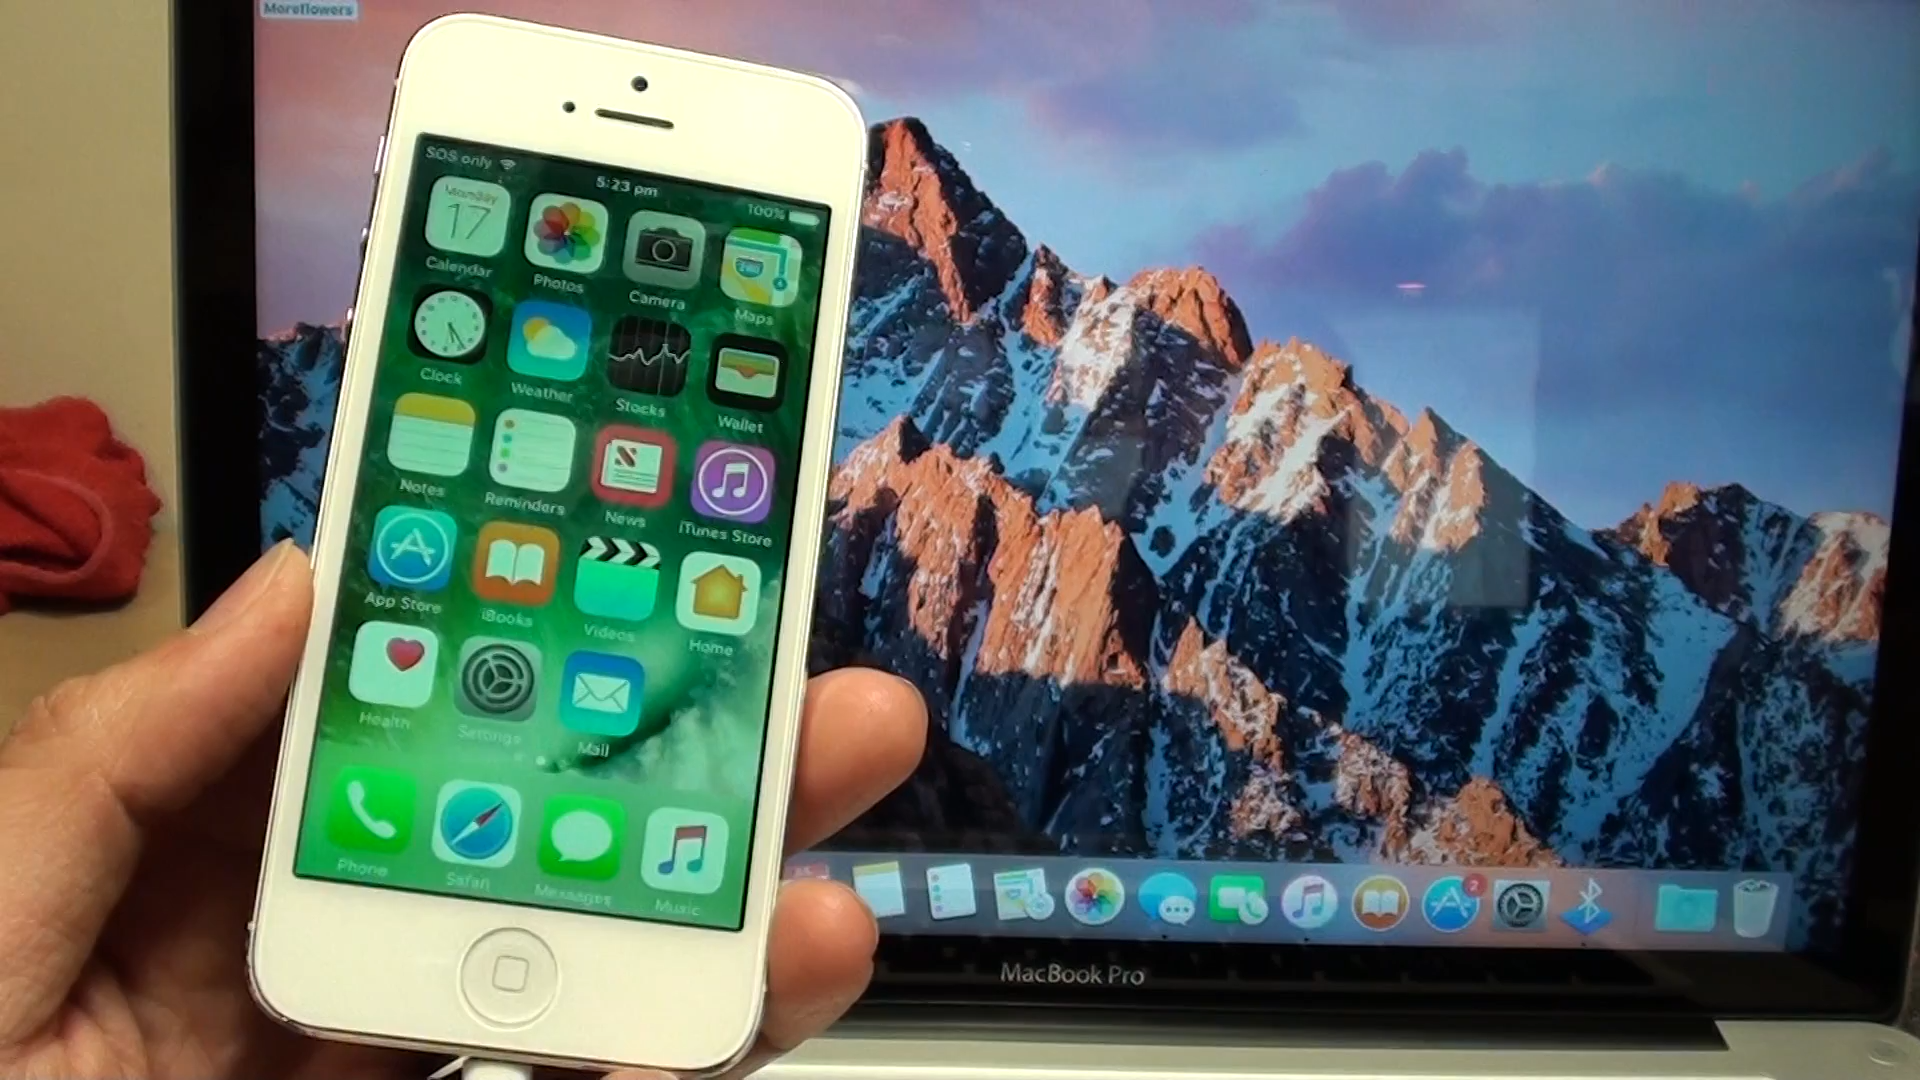 Moreflowers
SOS only
5:23 pm
100%
Monday
17
Calendar
Photos
Camera
Maps
Clock
Weather
Stocks
Wallet
Notes
Reminders
News
iTunes Store
App Store
iBooks
Videos
Home
Health
Settings
Mail
Phone
Safari
Messages
Music
2
MacBook Pro